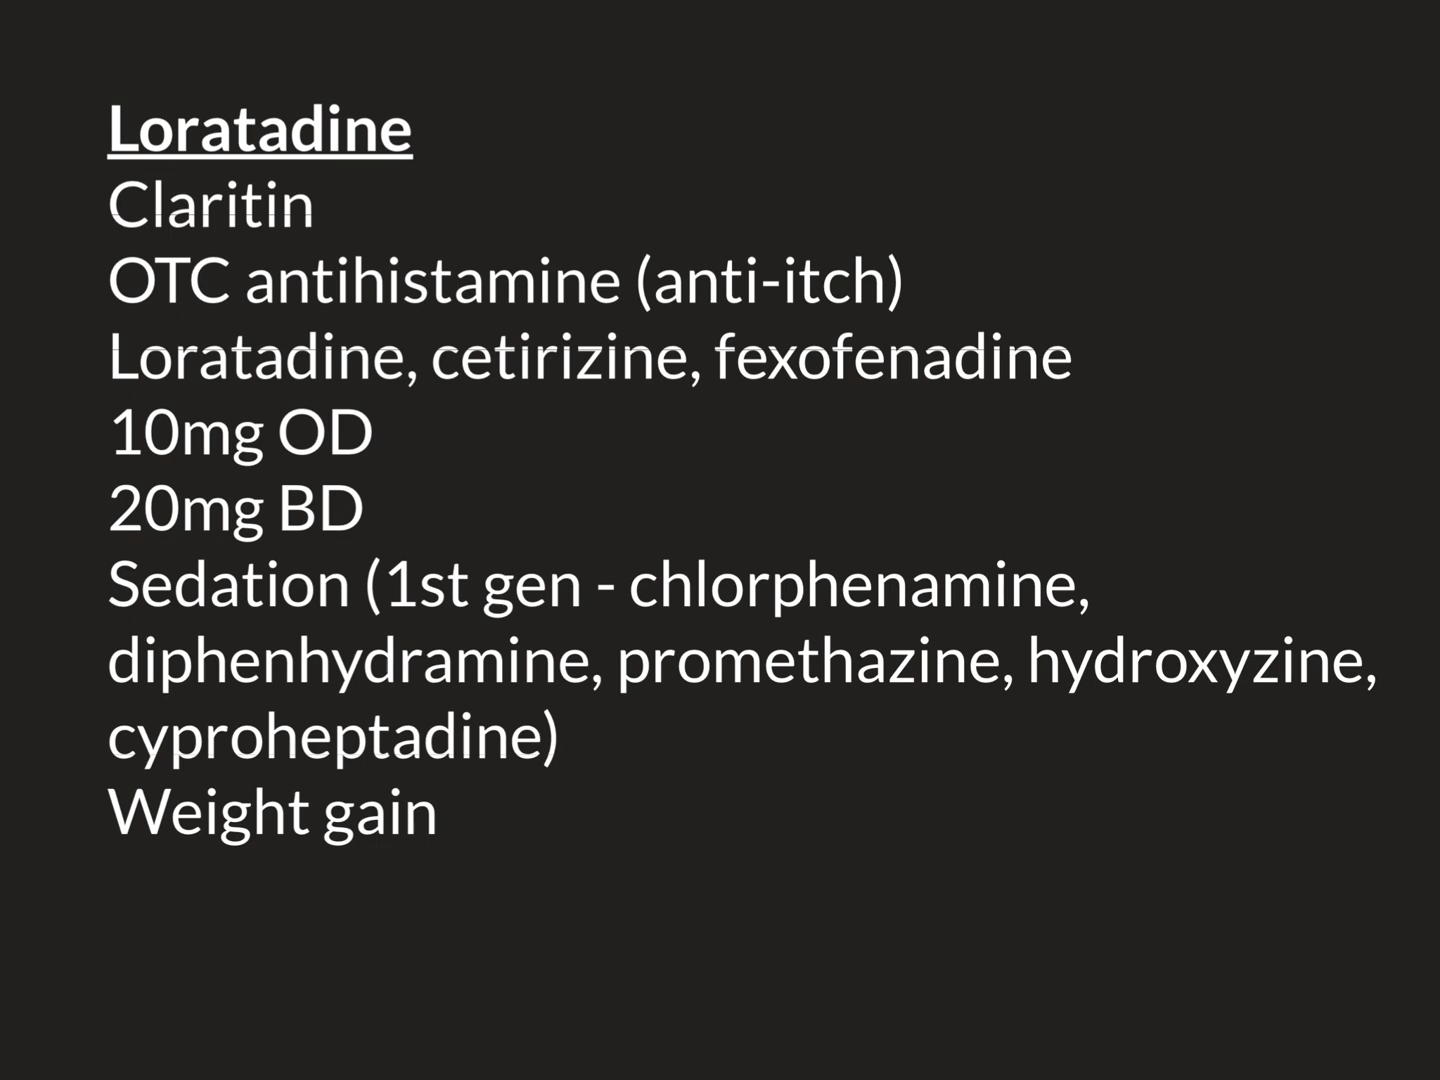 Loratadine
Claritin
OTC antihistamine (anti-itch)
Loratadine, cetirizine, fexofenadine
10mg OD
20mg BD
Sedation (1st gen - chlorphenamine,
diphenhydramine, promethazine, hydroxyzine,
cyproheptadine)
Weight gain